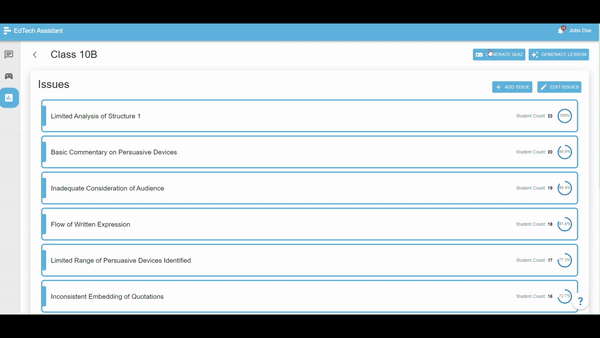 EdTech Assistant
John Doe
Class 10B
GENERATE QUIZ
GENERATE LESSON
Issues
ADD ISSUE
EDIT ISSUES
Limited Analysis of Structure 1
Student Count: 22
100%
Basic Commentary on Persuasive Devices
Student Count: 20
90.9%
Inadequate Consideration of Audience
Student Count: 19
86.4%
Flow of Written Expression
Student Count: 18
81.8%
Limited Range of Persuasive Devices Identified
Student Count: 17
77.3%
Inconsistent Embedding of Quotations
Student Count: 16
72.7%
?